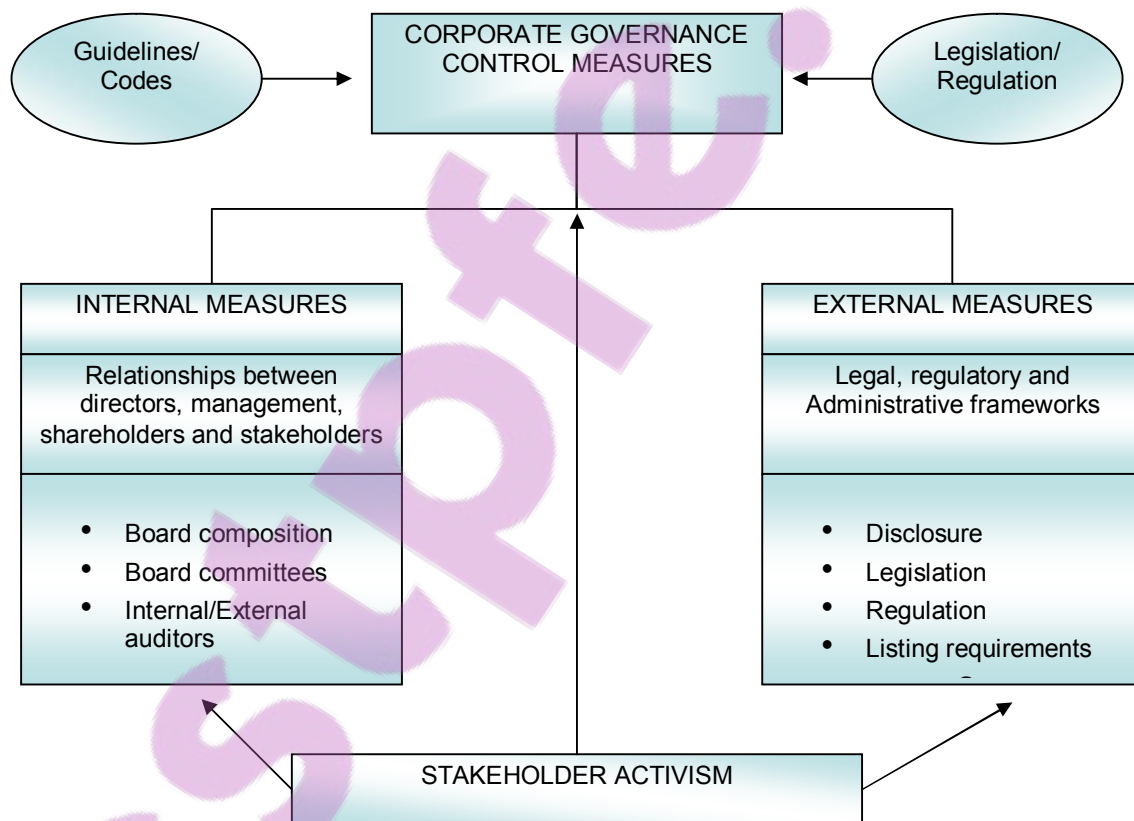 Guidelines/
Codes
CORPORATE GOVERNANCE
CONTROL MEASURES
Legislation/
Regulation
INTERNAL MEASURES
Relationships between
directors, management,
shareholders and stakeholders
• Board composition
• Board committees
• Internal/External
auditors
EXTERNAL MEASURES
Legal, regulatory and
Administrative frameworks
• Disclosure
• Legislation
• Regulation
• Listing requirements
STAKEHOLDER ACTIVISM
stpfe.